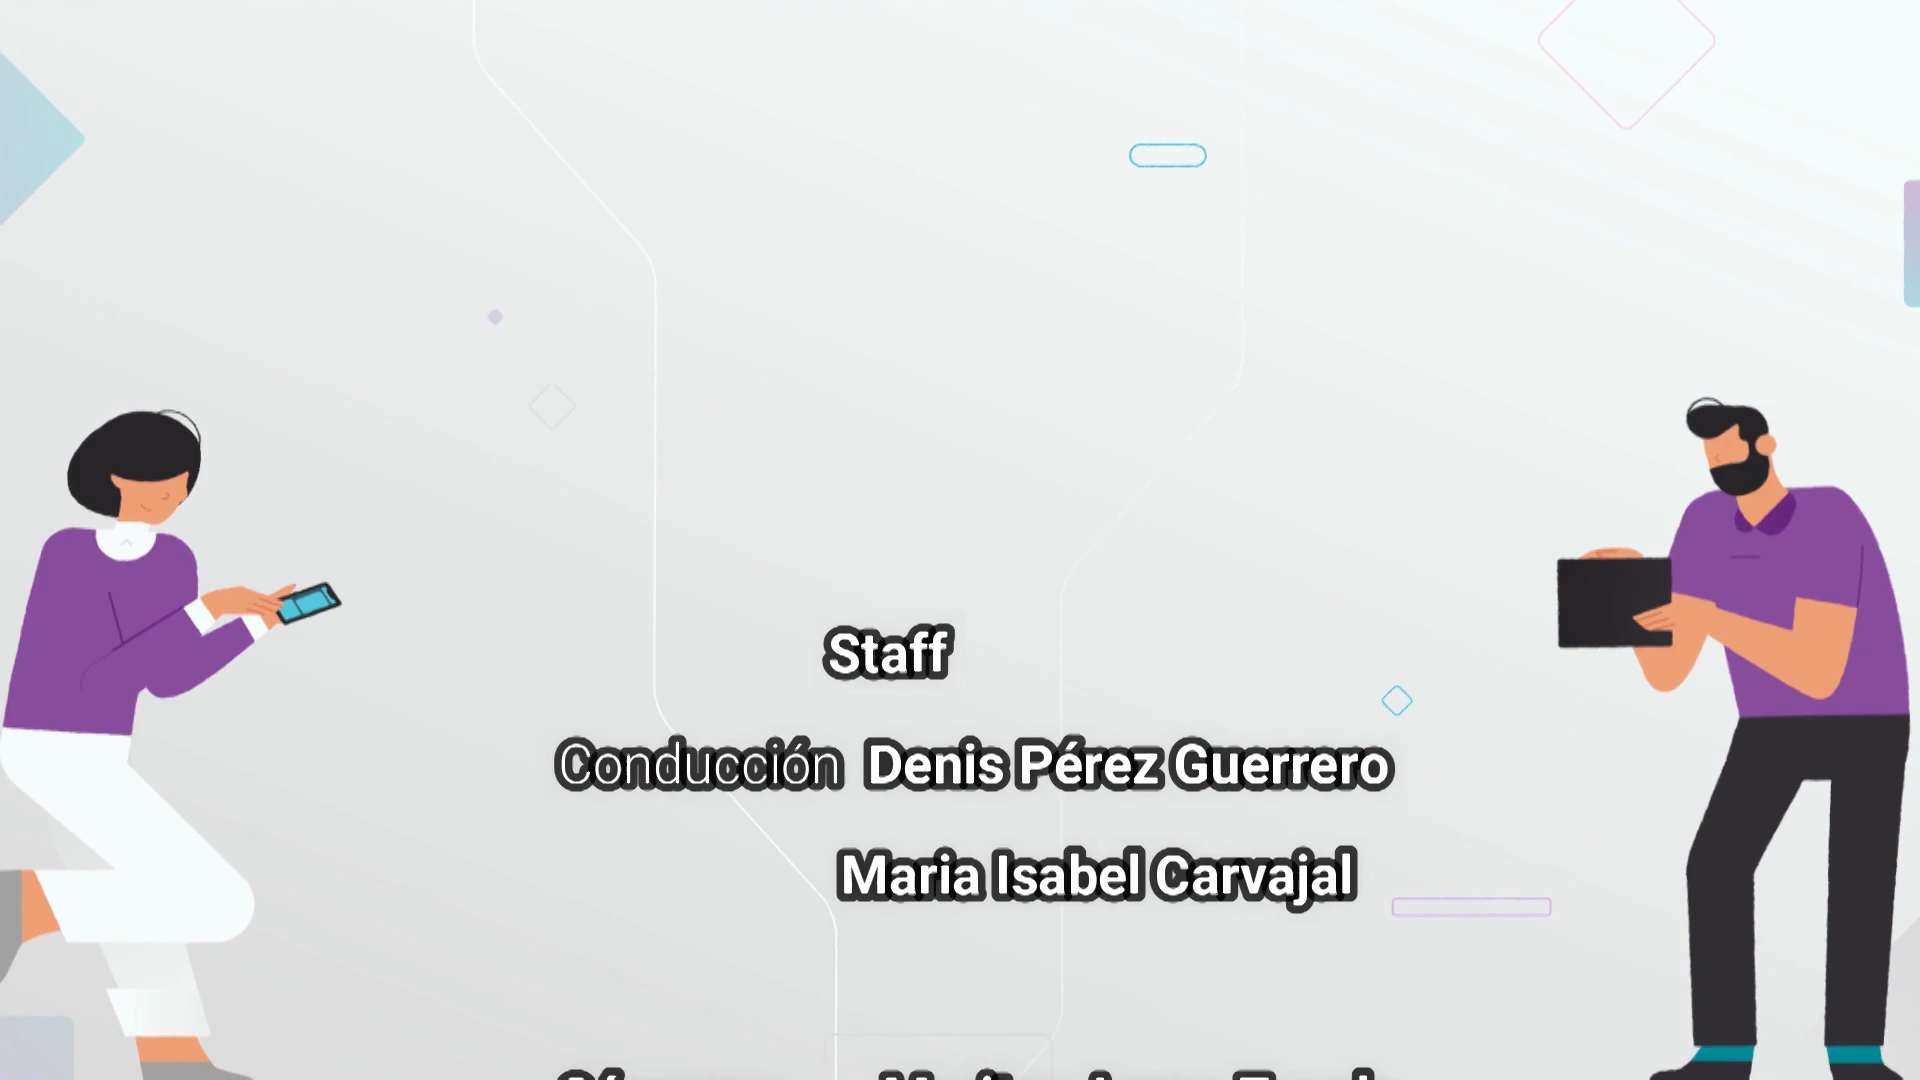 Staff
Conducción Denis Pérez Guerrero
Maria Isabel Carvajal